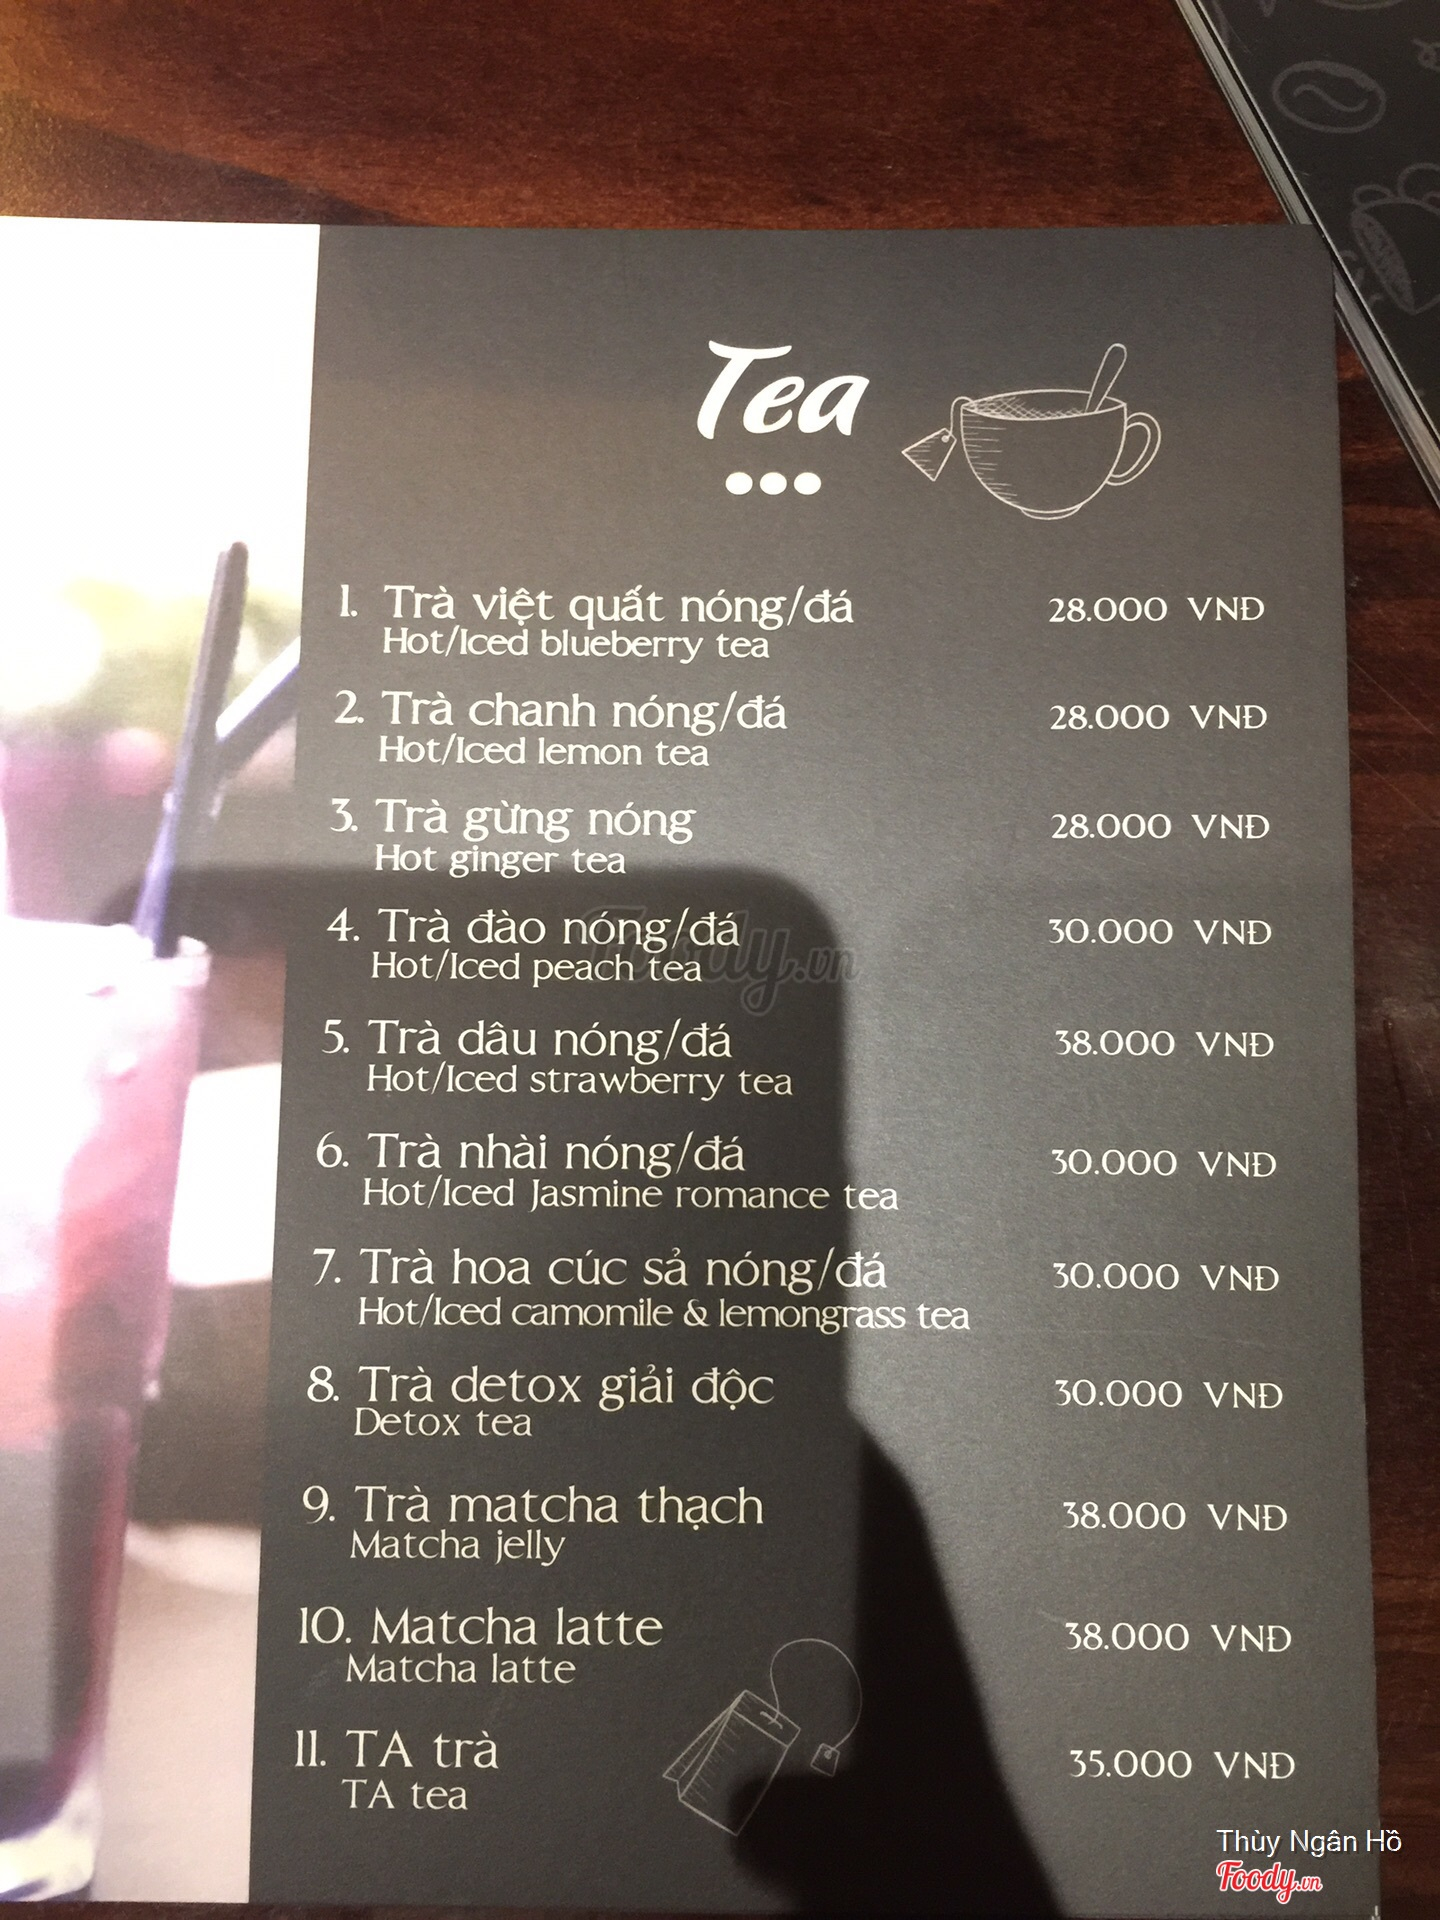 Tea
1. Trà việt quất nóng/đá 28.000 VNĐ
Hot/Iced blueberry tea
2. Trà chanh nóng/đá 28.000 VNĐ
Hot/Iced lemon tea
3. Trà gừng nóng 28.000 VNĐ
Hot ginger tea
4. Trà đào nóng/đá 30.000 VNĐ
Hot/Iced peach tea
Foody.vn
5. Trà dâu nóng/đá 38.000 VNĐ
Hot/Iced strawberry tea
6. Trà nhài nóng/đá 30.000 VNĐ
Hot/Iced Jasmine romance tea
7. Trà hoa cúc sả nóng/đá 30.000 VNĐ
Hot/Iced camomile & lemongrass tea
8. Trà detox giải độc 30.000 VNĐ
Detox tea
9. Trà matcha thạch 38.000 VNĐ
Matcha jelly
10. Matcha latte 38.000 VNĐ
Matcha latte
11. TA trà 35.000 VNĐ
TA tea
Thùy Ngân Hồ
Foody.vn